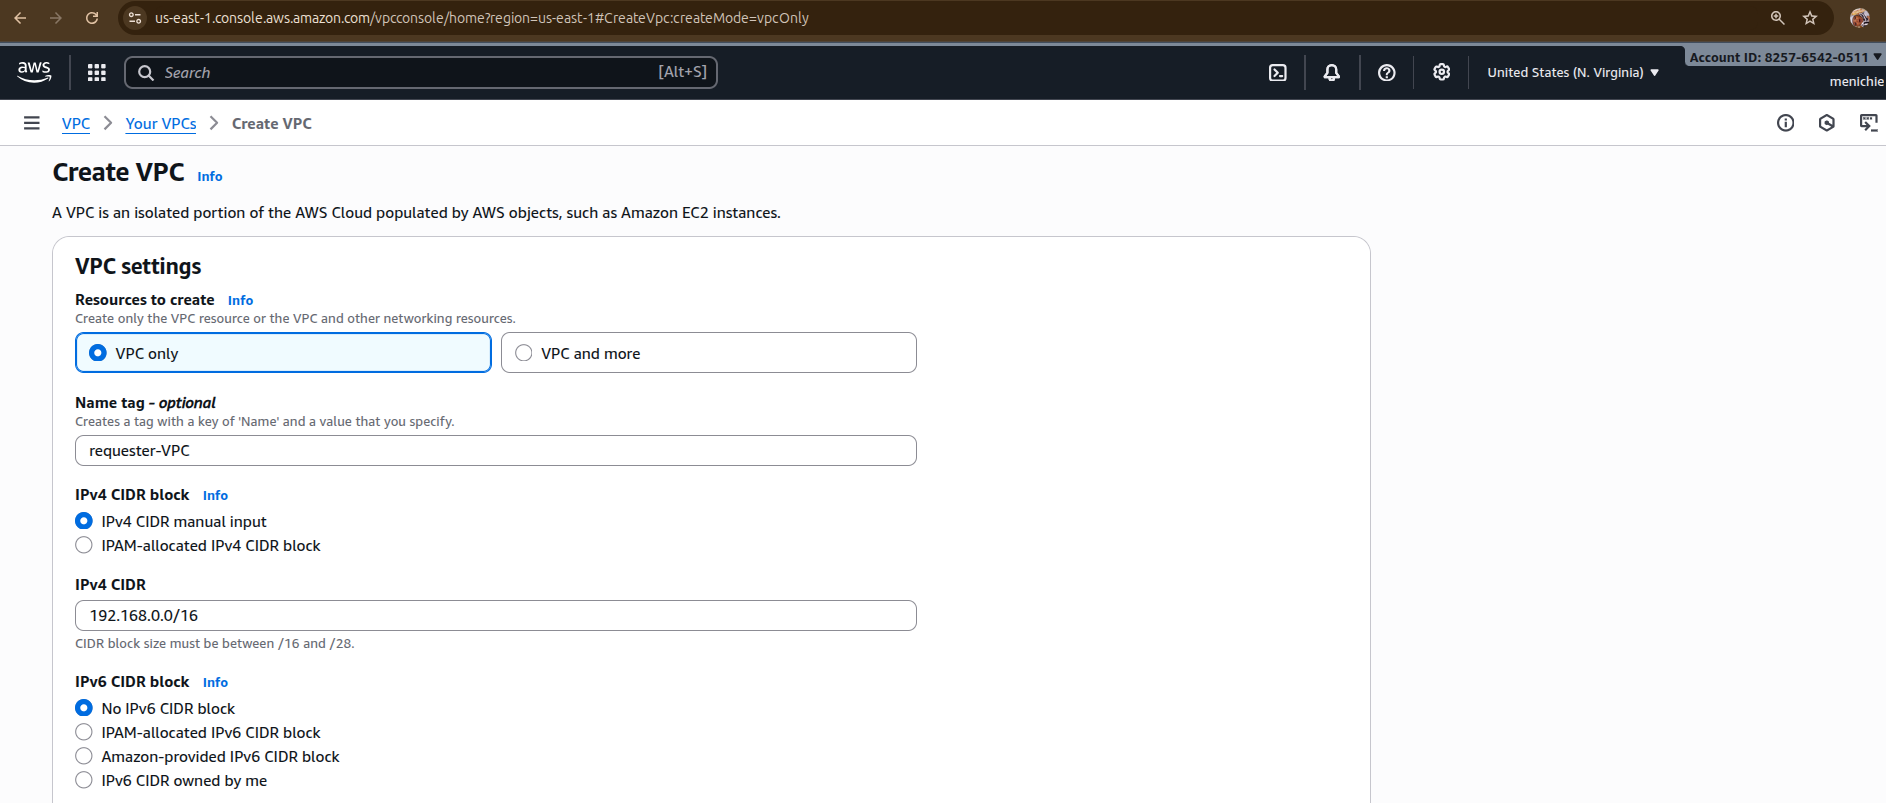 us-east-1.console.aws.amazon.com/vpcconsole/home?region=us-east-1#CreateVpc:createMode=vpcOnly
aws
Search [Alt+S]
United States (N. Virginia)
Account ID: 8257-6542-0511
menichie
VPC Your VPCs Create VPC
Create VPC Info
A VPC is an isolated portion of the AWS Cloud populated by AWS objects, such as Amazon EC2 instances.
VPC settings
Resources to create Info
Create only the VPC resource or the VPC and other networking resources.
VPC only VPC and more
Name tag - optional
Creates a tag with a key of 'Name' and a value that you specify.
requester-VPC
IPv4 CIDR block Info
IPv4 CIDR manual input
IPAM-allocated IPv4 CIDR block
IPv4 CIDR
192.168.0.0/16
CIDR block size must be between /16 and /28.
IPv6 CIDR block Info
No IPv6 CIDR block
IPAM-allocated IPv6 CIDR block
Amazon-provided IPv6 CIDR block
IPv6 CIDR owned by me